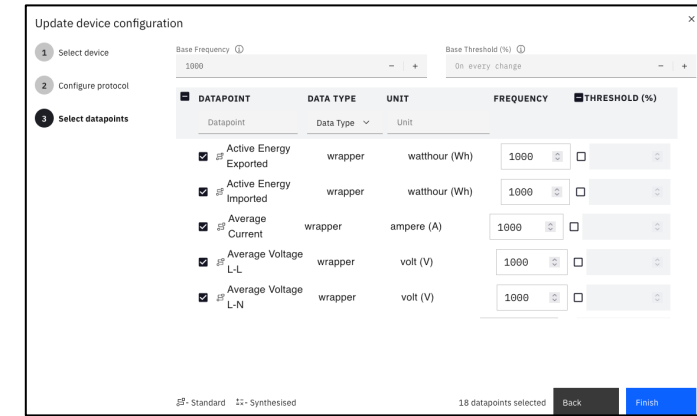 Update device configuration
1 Select device
2 Configure protocol
3 Select datapoints
Base Frequency
Base Threshold (%)
1000 - +
On every change - +
DATAPOINT DATA TYPE UNIT FREQUENCY THRESHOLD (%)
Datapoint Data Type Unit
Active Energy
Exported
wrapper watthour (Wh) 1000
Active Energy
Imported
wrapper watthour (Wh) 1000
Average
Current
wrapper ampere (A) 1000
Average Voltage
L-L
wrapper volt (V) 1000
Average Voltage
L-N
wrapper volt (V) 1000
- Standard - Synthesised
18 datapoints selected
Back
Finish